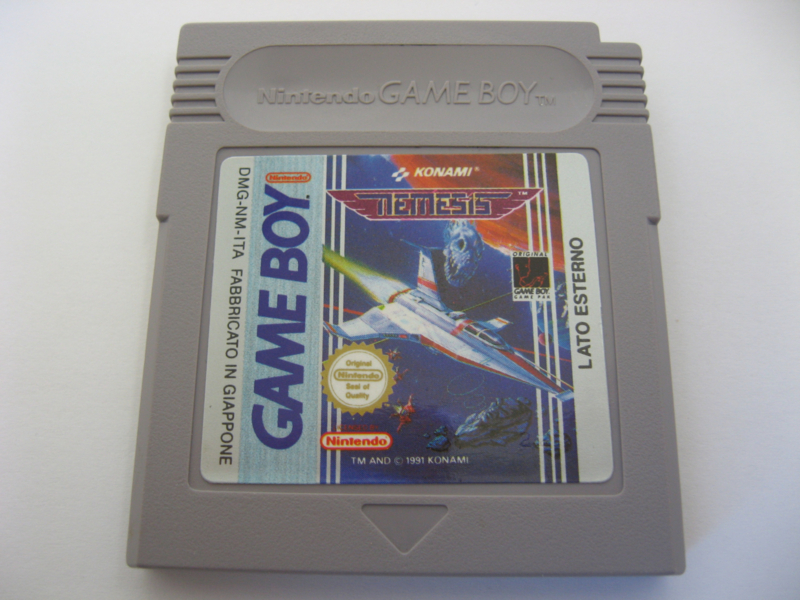 Nintendo GAME BOY TM
DMG-NM-ITA FABBRICATO IN GIAPPONE
Nintendo
GAME BOY
KONAMI®
NEMESIS TM
ORIGINAL
GAME BOY
GAME PAK
LATO ESTERNO
Original
Nintendo
Seal of
Quality
Nintendo
TM AND © 1991 KONAMI